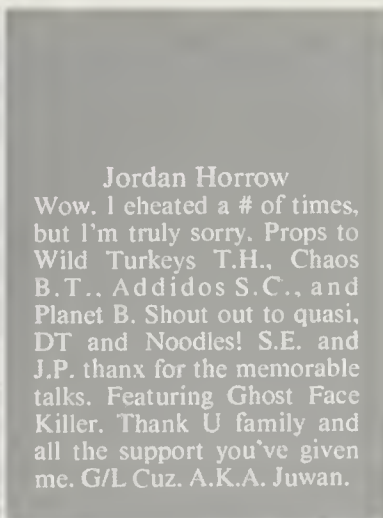 Jordan Horrow
Wow. I eheated a # of times,
but I'm truly sorry. Props to
Wild Turkeys T.H., Chaos
B.T., Addidos S.C., and
Planet B. Shout out to quasi,
DT and Noodles! S.E. and
J.P. thanx for the memorable
talks. Featuring Ghost Face
Killer. Thank U family and
all the support you've given
me. G/L Cuz. A.K.A. Juwan.